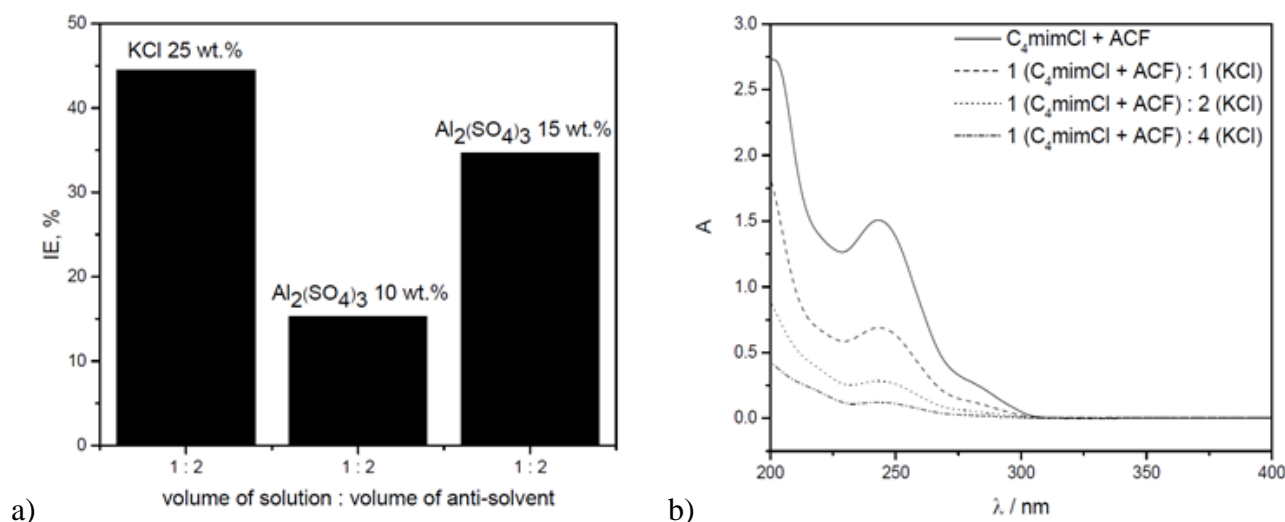 50
40
30
20
10
0
IE, %
KCl 25 wt.%
Al2(SO4)3 10 wt.%
Al2(SO4)3 15 wt.%
1 : 2
1 : 2
1 : 2
volume of solution : volume of anti-solvent
a)
3.0
2.5
2.0
1.5
1.0
0.5
0.0
A
C4mimCl + ACF
1 (C4mimCl + ACF) : 1 (KCl)
1 (C4mimCl + ACF) : 2 (KCl)
1 (C4mimCl + ACF) : 4 (KCl)
200
250
300
350
400
λ / nm
b)